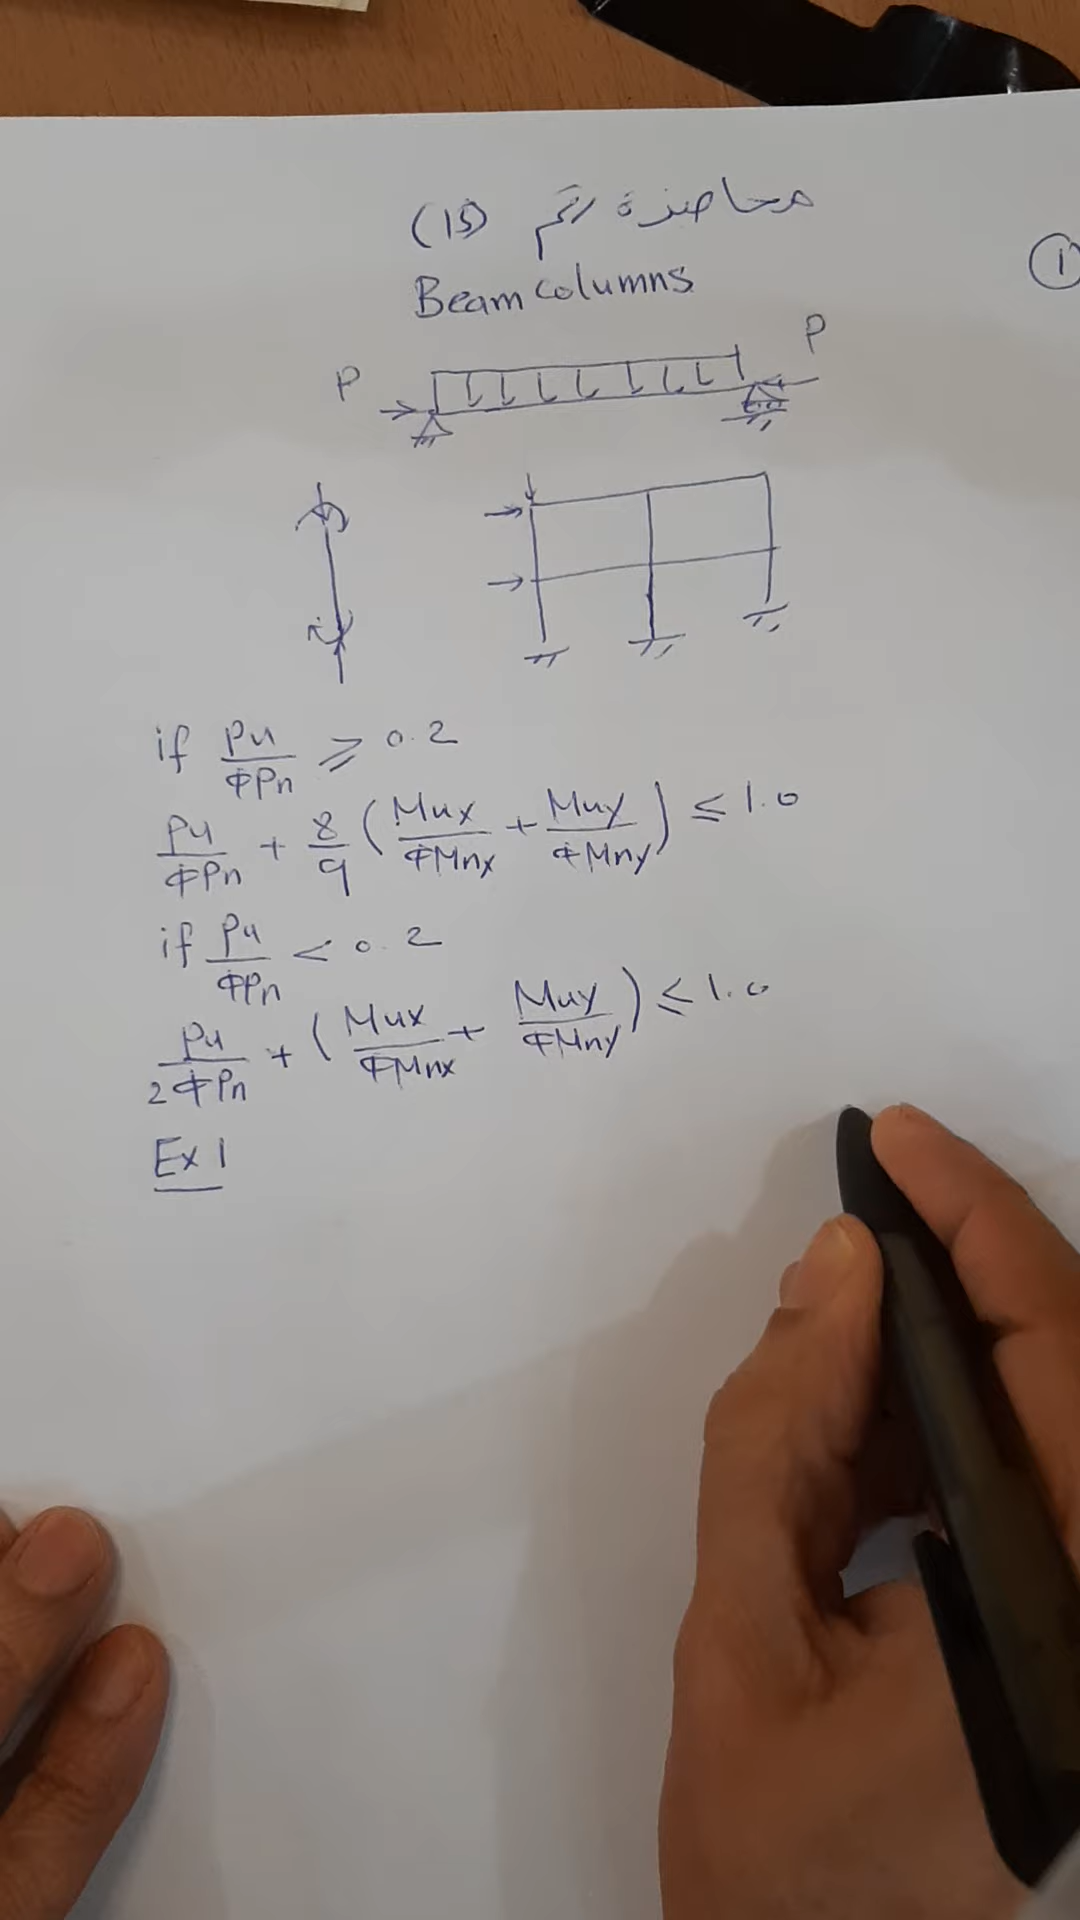 محاضرة رقم (15)
①
Beam columns
P
P
if Pu/ΦPn ⩾ 0.2
Pu/ΦPn + 8/9 (Mux/ΦMnx + Muy/ΦMny) ≤ 1.0
if Pu/ΦPn < 0.2
Pu/2ΦPn + (Mux/ΦMnx + Muy/ΦMny) ≤ 1.0
Ex 1